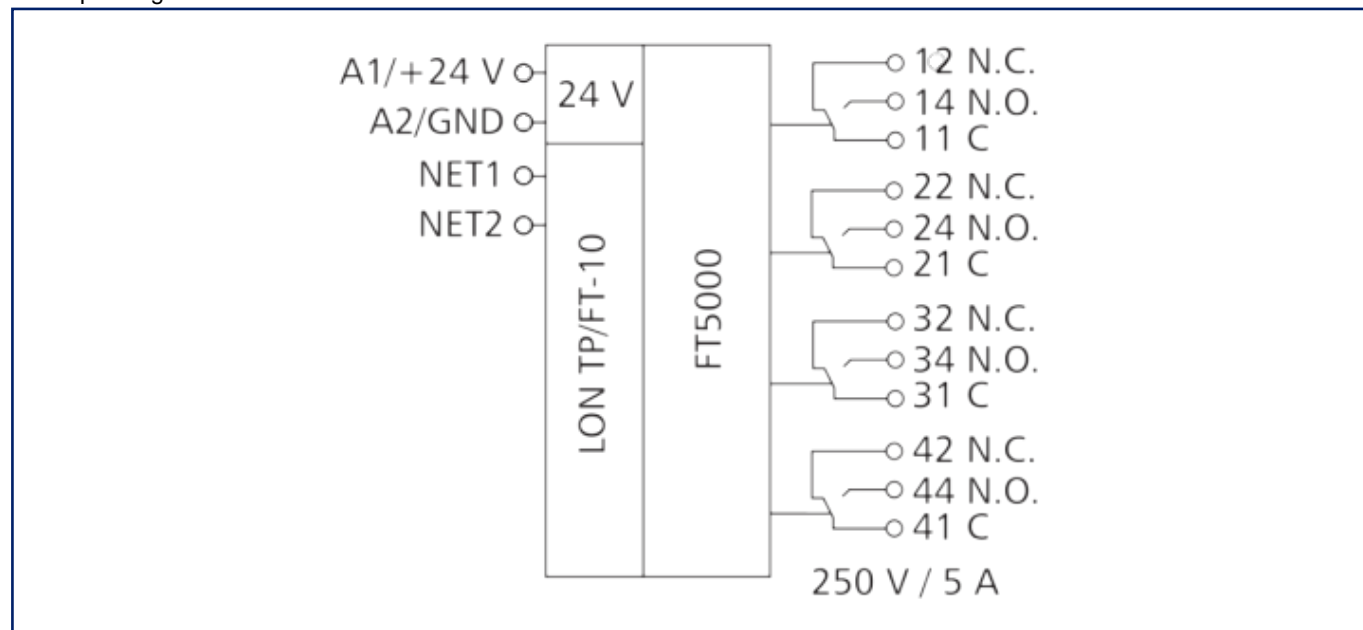 A1/+24 V
A2/GND
NET1
NET2
24 V
LON TP/FT-10
FT5000
12 N.C.
14 N.O.
11 C
22 N.C.
24 N.O.
21 C
32 N.C.
34 N.O.
31 C
42 N.C.
44 N.O.
41 C
250 V / 5 A